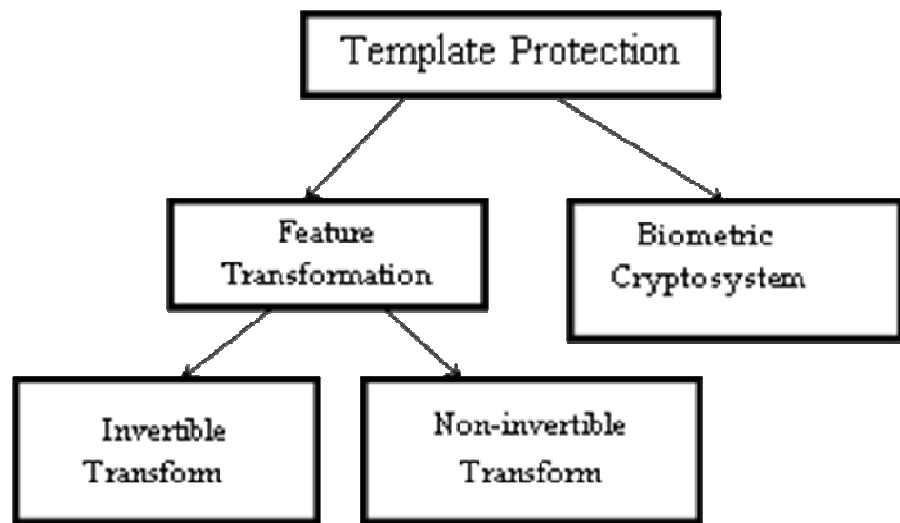 Template Protection
Feature
Transformation
Biometric
Cryptosystem
Invertible
Transform
Non-invertible
Transform